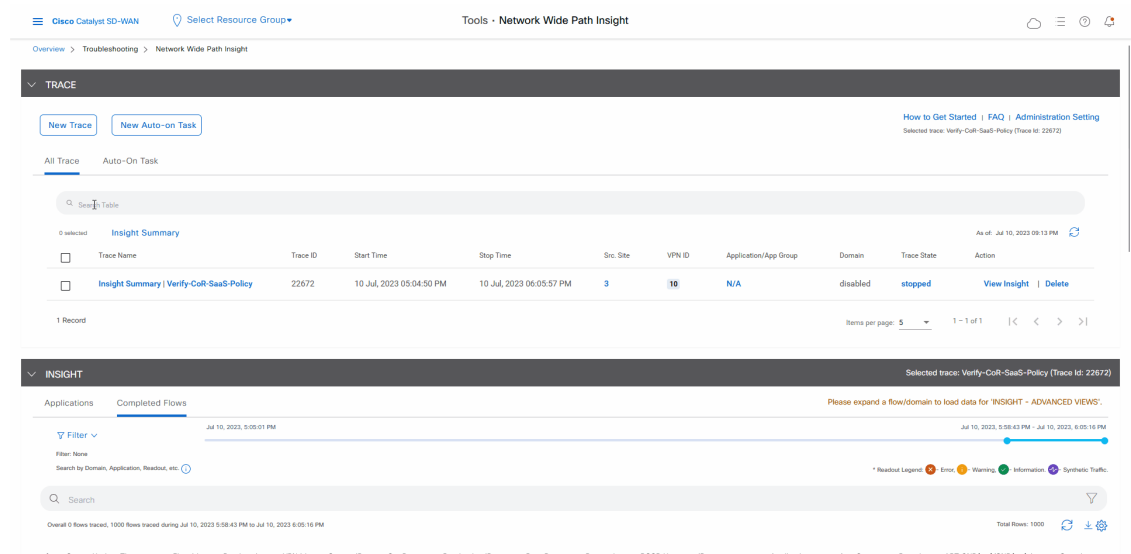 Cisco Catalyst SD-WAN Select Resource Group▾ Tools · Network Wide Path Insight
Overview > Troubleshooting > Network Wide Path Insight
TRACE
New Trace New Auto-on Task How to Get Started | FAQ | Administration Setting
Selected trace: Verify-CoR-SaaS-Policy (Trace Id: 22672)
All Trace Auto-On Task
Search Table
0 selected Insight Summary As of: Jul 10, 2023 09:13 PM
Trace Name Trace ID Start Time Stop Time Src. Site VPN ID Application/App Group Domain Trace State Action
Insight Summary | Verify-CoR-SaaS-Policy 22672 10 Jul, 2023 05:04:50 PM 10 Jul, 2023 06:05:57 PM 3 10 N/A disabled stopped View Insight | Delete
1 Record Items per page: 5 1 – 1 of 1
INSIGHT Selected trace: Verify-CoR-SaaS-Policy (Trace Id: 22672)
Applications Completed Flows Please expand a flow/domain to load data for 'INSIGHT - ADVANCED VIEWS'.
Filter Jul 10, 2023, 5:05:01 PM Jul 10, 2023, 5:58:43 PM - Jul 10, 2023, 6:05:16 PM
Filter: None
Search by Domain, Application, Readout, etc. * Readout Legend: - Error, - Warning, - Information, - Synthetic Traffic.
Search
Overall 0 flows traced, 1000 flows traced during Jul 10, 2023 5:58:43 PM to Jul 10, 2023 6:05:16 PM Total Rows: 1000